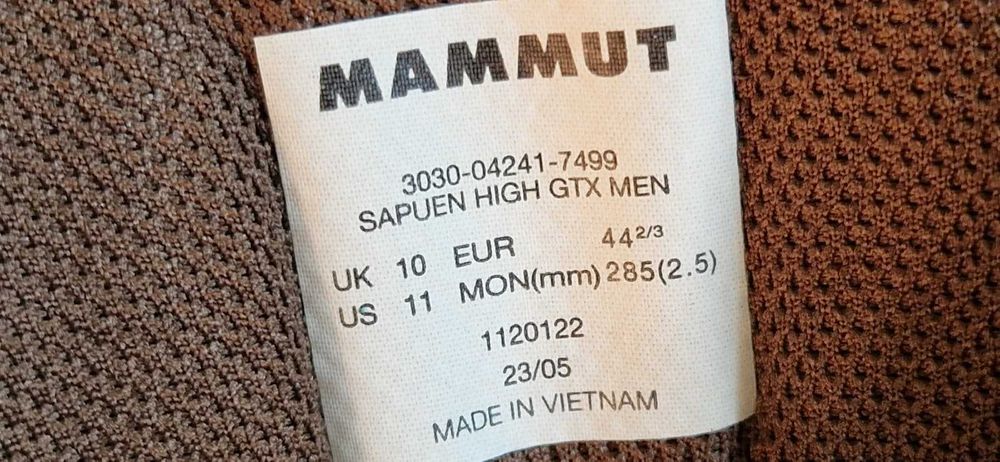 MAMMUT
3030-04241-7499
SAPUEN HIGH GTX MEN
UK 10 EUR 44 2/3
US 11 MON(mm) 285(2.5)
1120122
23/05
MADE IN VIETNAM